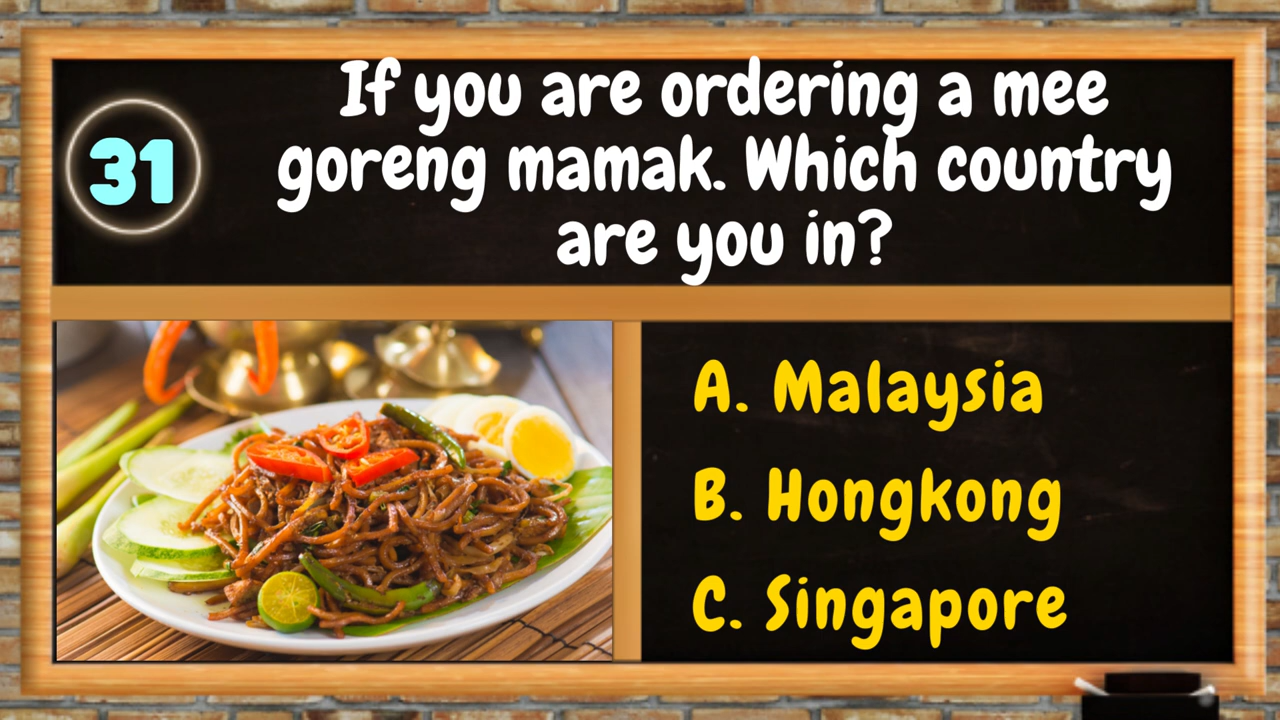 31
If you are ordering a mee
goreng mamak. Which country
are you in?
A. Malaysia
B. Hongkong
C. Singapore